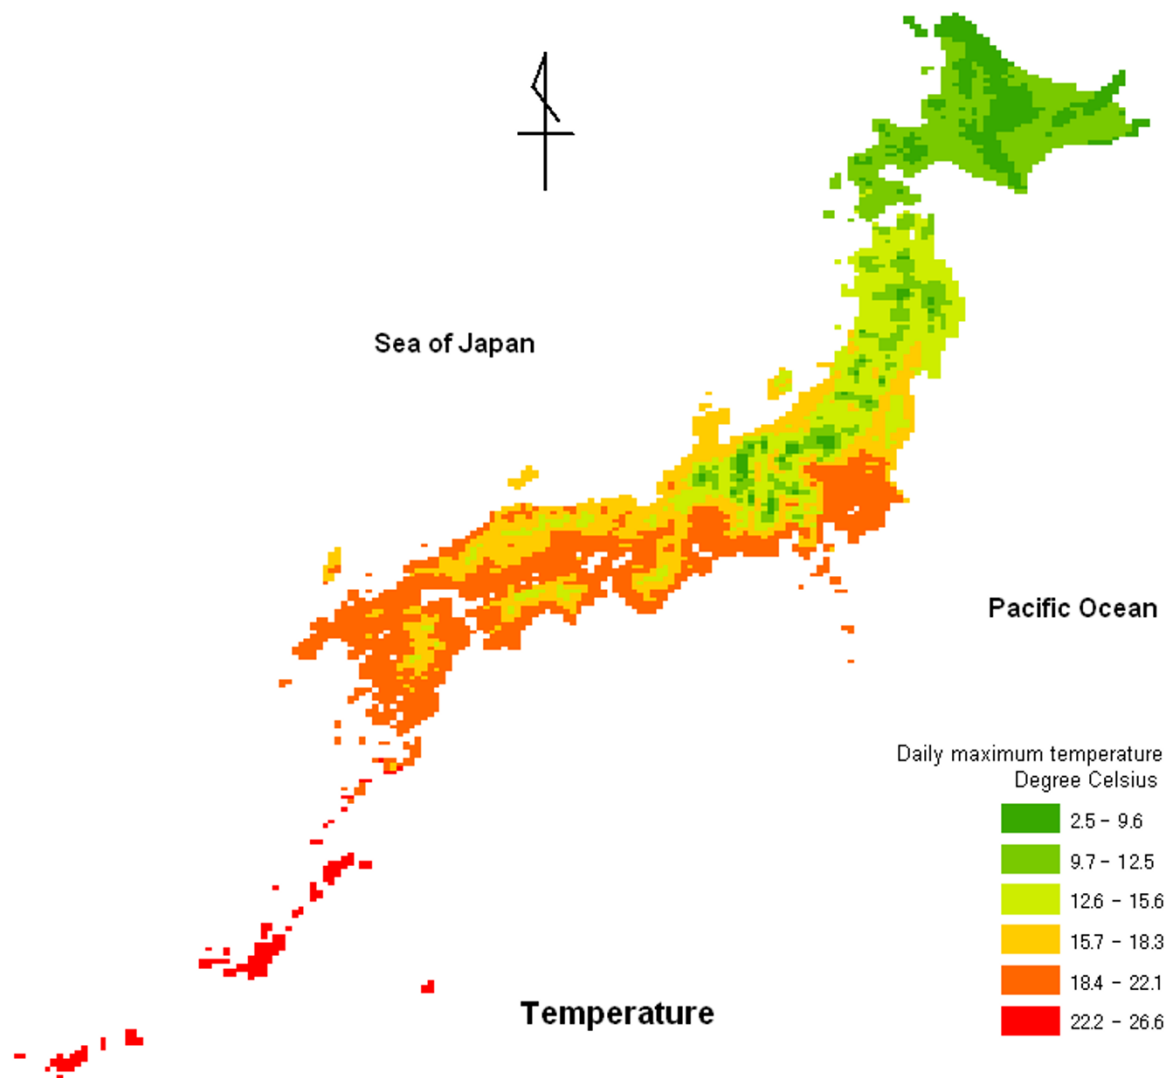 Sea of Japan
Pacific Ocean
Daily maximum temperature
Degree Celsius
2.5 - 9.6
9.7 - 12.5
12.6 - 15.6
15.7 - 18.3
18.4 - 22.1
22.2 - 26.6
Temperature